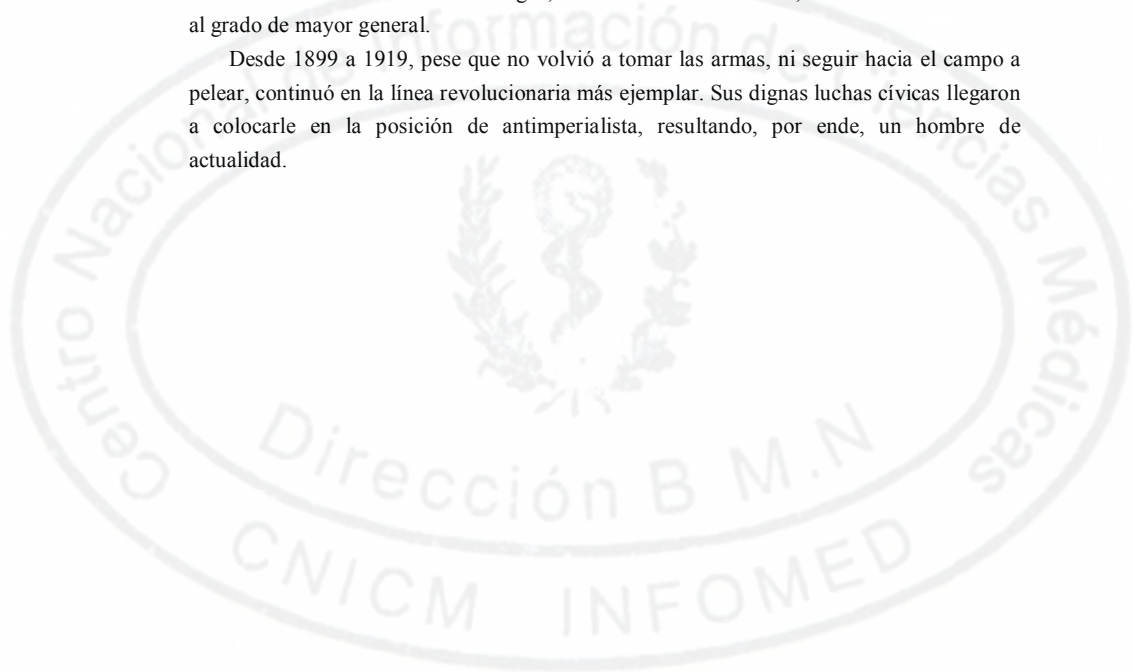 al grado de mayor general.
Desde 1899 a 1919, pese que no volvió a tomar las armas, ni seguir hacia el campo a
pelear, continuó en la línea revolucionaria más ejemplar. Sus dignas luchas cívicas llegaron
a colocarle en la posición de antimperialista, resultando, por ende, un hombre de
actualidad.
Centro Nacional de Información de Ciencias Médicas
Dirección B M.N
CNICM INFOMED